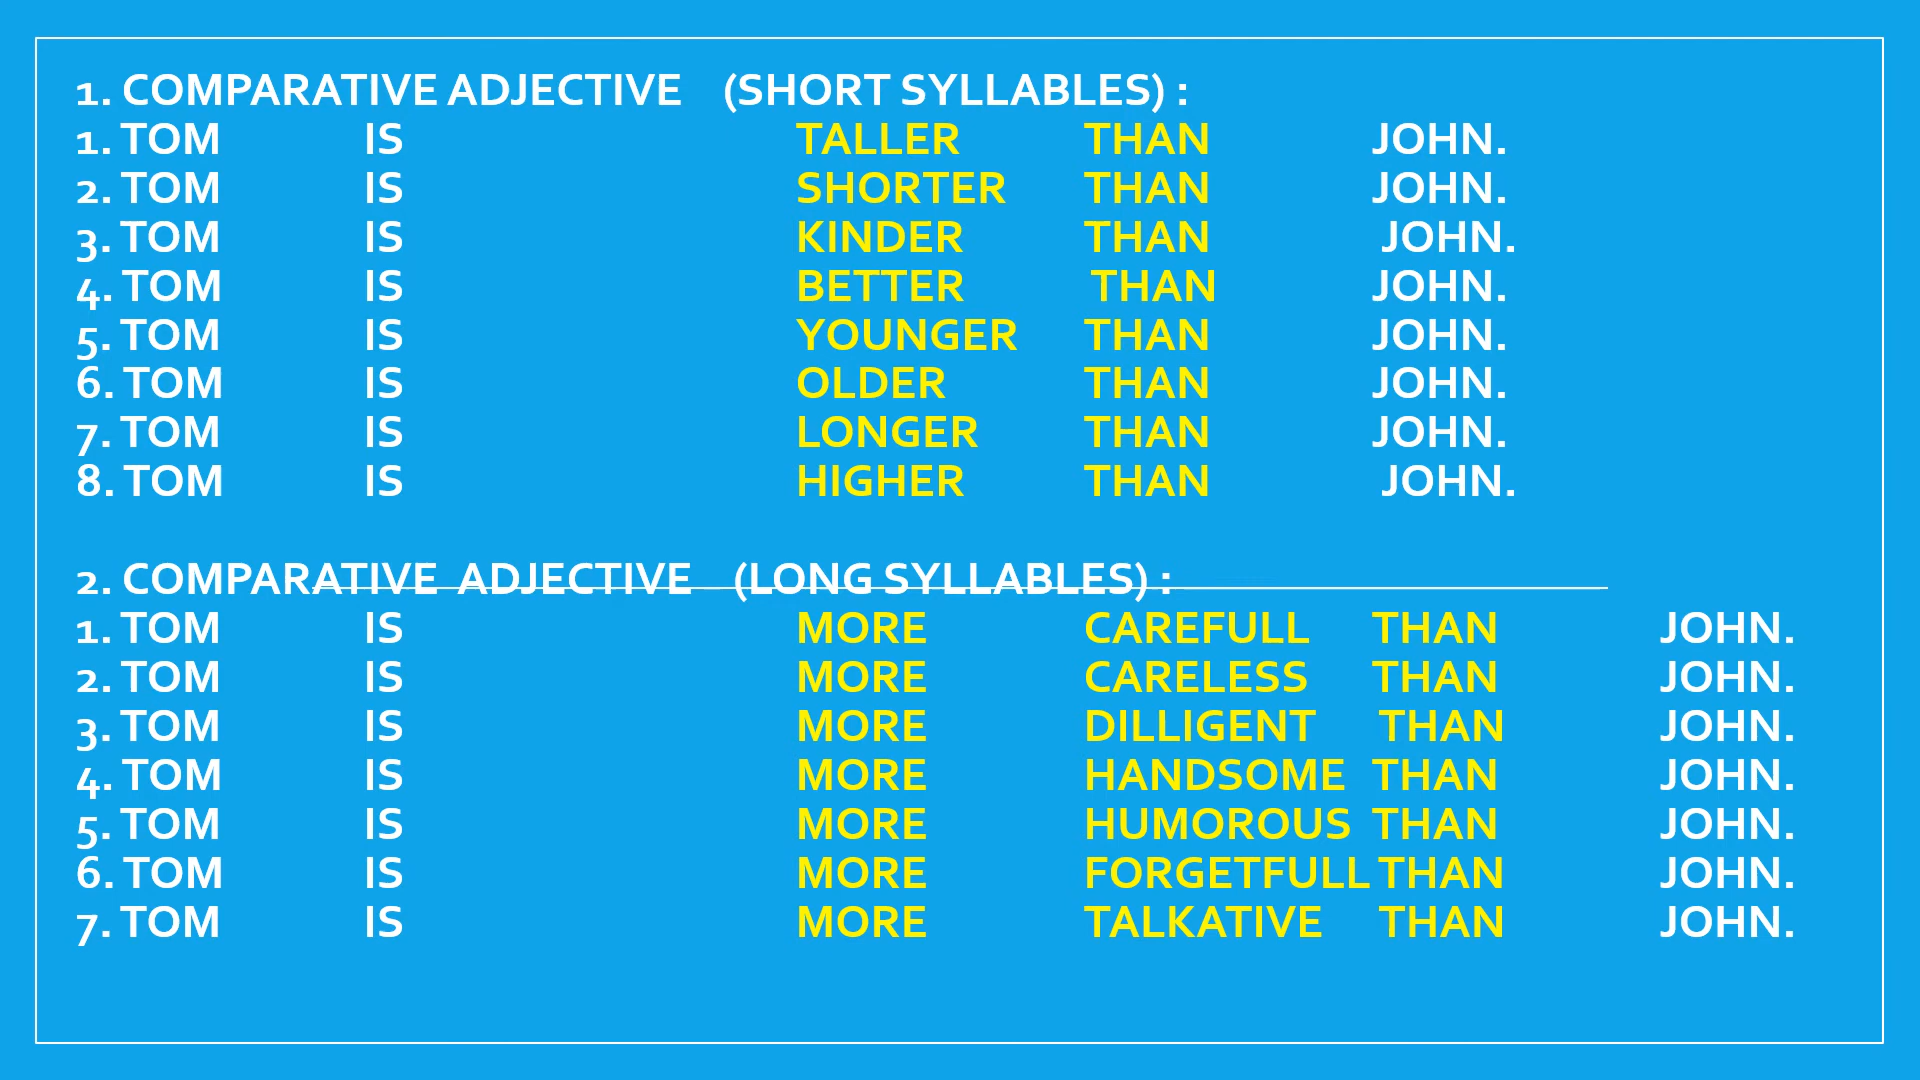 1. COMPARATIVE ADJECTIVE (SHORT SYLLABLES) :
1. TOM IS TALLER THAN JOHN.
2. TOM IS SHORTER THAN JOHN.
3. TOM IS KINDER THAN JOHN.
4. TOM IS BETTER THAN JOHN.
5. TOM IS YOUNGER THAN JOHN.
6. TOM IS OLDER THAN JOHN.
7. TOM IS LONGER THAN JOHN.
8. TOM IS HIGHER THAN JOHN.
2. COMPARATIVE ADJECTIVE (LONG SYLLABLES) :
1. TOM IS MORE CAREFULL THAN JOHN.
2. TOM IS MORE CARELESS THAN JOHN.
3. TOM IS MORE DILLIGENT THAN JOHN.
4. TOM IS MORE HANDSOME THAN JOHN.
5. TOM IS MORE HUMOROUS THAN JOHN.
6. TOM IS MORE FORGETFULL THAN JOHN.
7. TOM IS MORE TALKATIVE THAN JOHN.